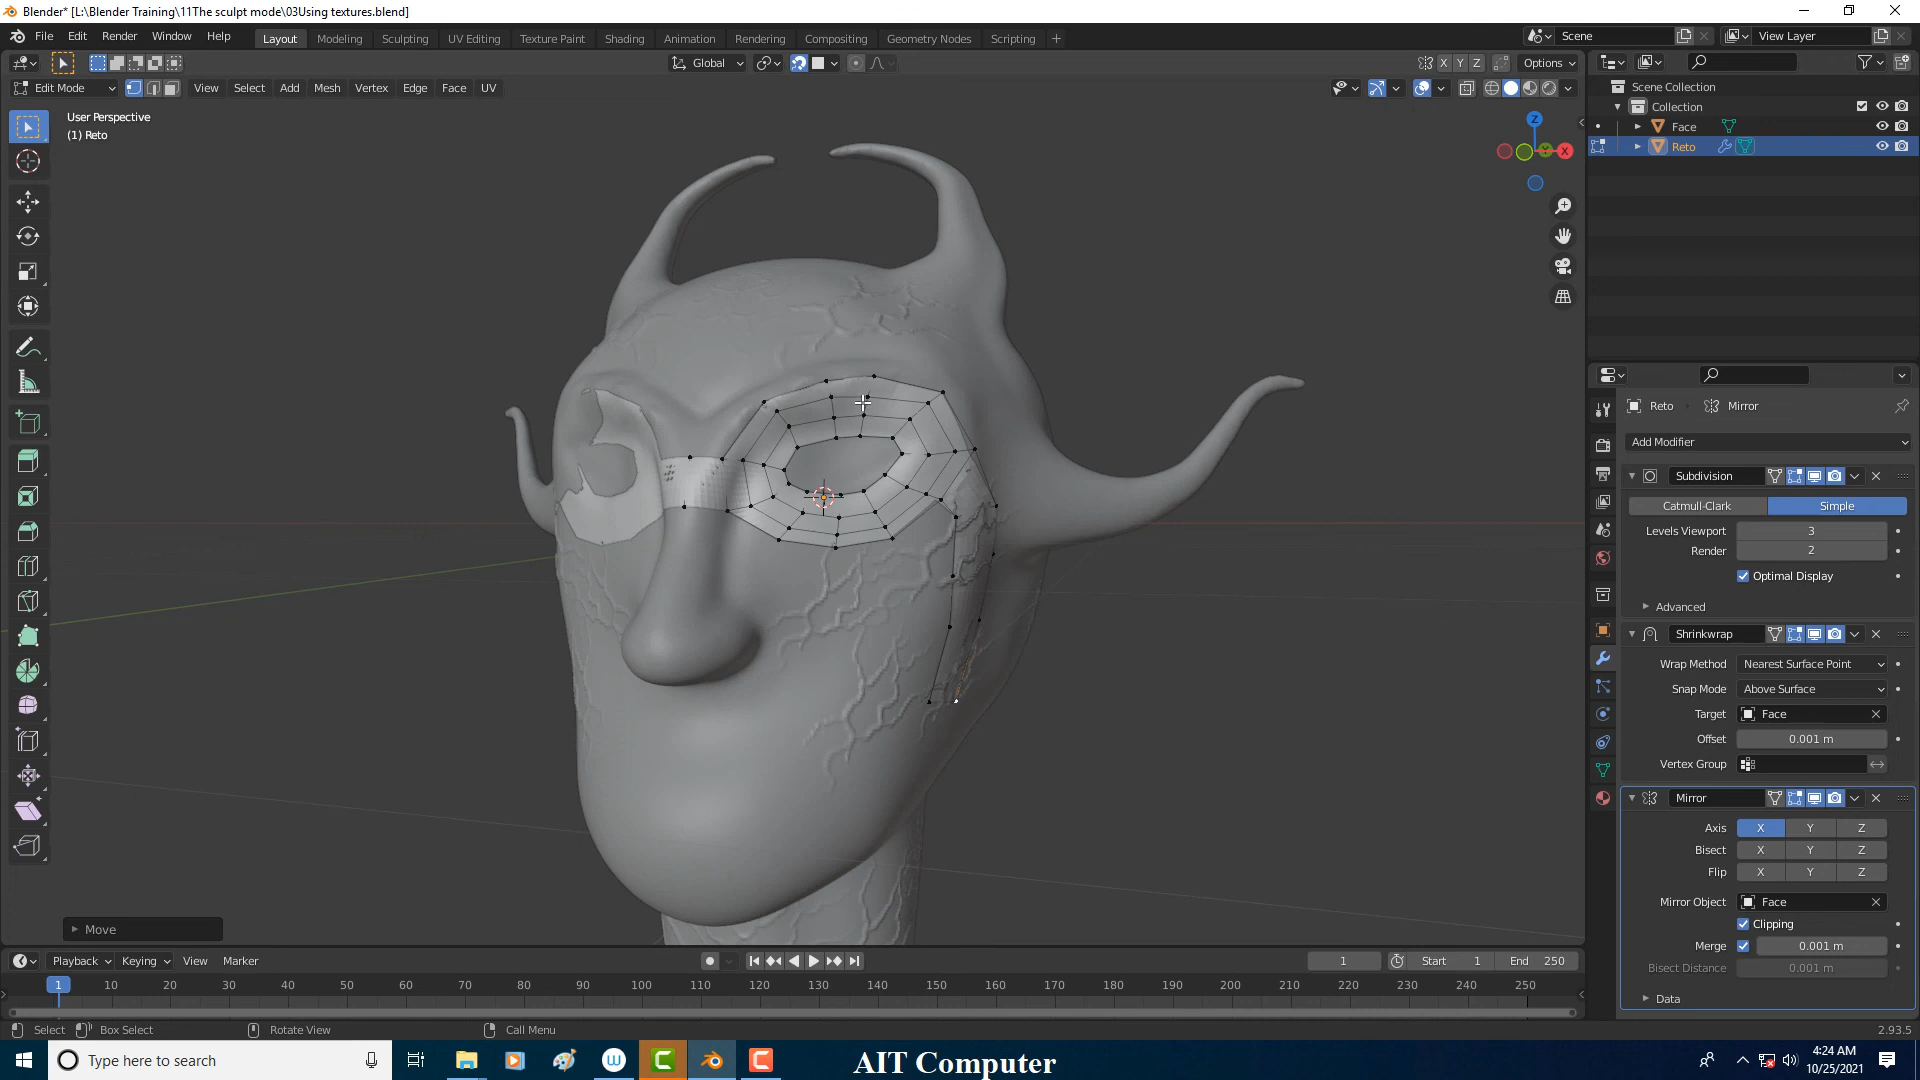 Blender* [L:\Blender Training\11The sculpt mode\03Using textures.blend]
File Edit Render Window Help Layout Modeling Sculpting UV Editing Texture Paint Shading Animation Rendering Compositing Geometry Nodes Scripting + Scene View Layer
Global Options
Edit Mode View Select Add Mesh Vertex Edge Face UV
X Y Z
User Perspective
(1) Reto
Z
X
Y
Scene Collection
Collection
Face
Reto
Reto Mirror
Add Modifier
Subdivision
Catmull-Clark Simple
Levels Viewport 3
Render 2
Optimal Display
Advanced
Shrinkwrap
Wrap Method Nearest Surface Point
Snap Mode Above Surface
Target Face
Offset 0.001 m
Vertex Group
Mirror
Axis X Y Z
Bisect X Y Z
Flip X Y Z
Mirror Object Face
Clipping
Merge 0.001 m
Bisect Distance 0.001 m
Data
Move
Playback Keying View Marker 1 Start 1 End 250
1 10 20 30 40 50 60 70 80 90 100 110 120 130 140 150 160 170 180 190 200 210 220 230 240 250
Select Box Select Rotate View Call Menu 2.93.5
Type here to search
AIT Computer
4:24 AM
10/25/2021